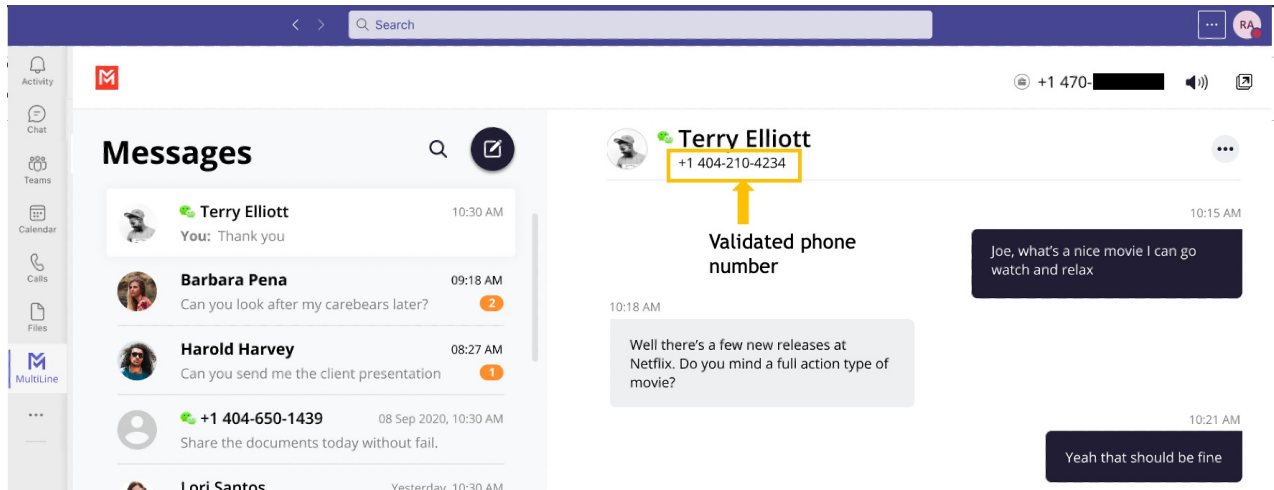 Search
...
RA
Activity
Chat
Teams
Calendar
Calls
Files
MultiLine
...
+1 470-
Messages
Terry Elliott
10:30 AM
You: Thank you
Barbara Pena
09:18 AM
Can you look after my carebears later?
2
Harold Harvey
08:27 AM
Can you send me the client presentation
1
+1 404-650-1439
08 Sep 2020, 10:30 AM
Share the documents today without fail.
Lori Santos
Yesterday, 10:30 AM
Terry Elliott
+1 404-210-4234
Validated phone
number
10:15 AM
Joe, what's a nice movie I can go
watch and relax
10:18 AM
Well there's a few new releases at
Netflix. Do you mind a full action type of
movie?
10:21 AM
Yeah that should be fine